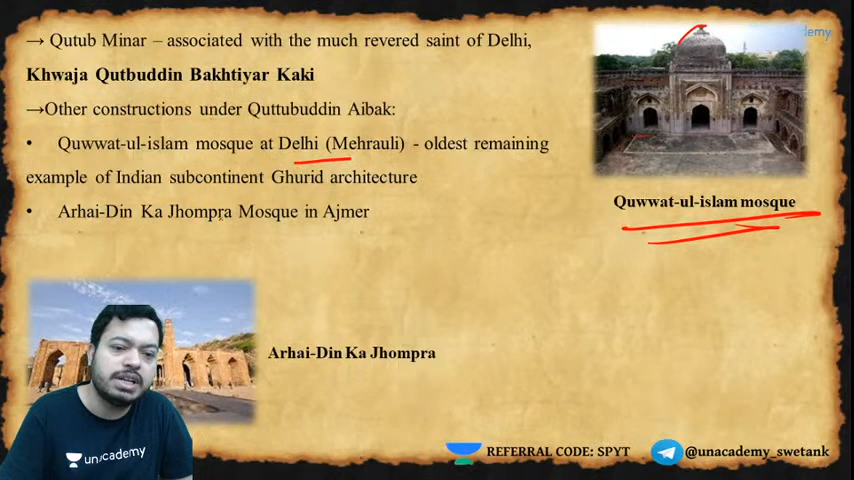 → Qutub Minar – associated with the much revered saint of Delhi,
Khwaja Qutbuddin Bakhtiyar Kaki
→Other constructions under Quttubuddin Aibak:
• Quwwat-ul-islam mosque at Delhi (Mehrauli) - oldest remaining
example of Indian subcontinent Ghurid architecture
• Arhai-Din Ka Jhompra Mosque in Ajmer
demy
Quwwat-ul-islam mosque
Arhai-Din Ka Jhompra
unacademy
REFERRAL CODE: SPYT
@unacademy_swetank